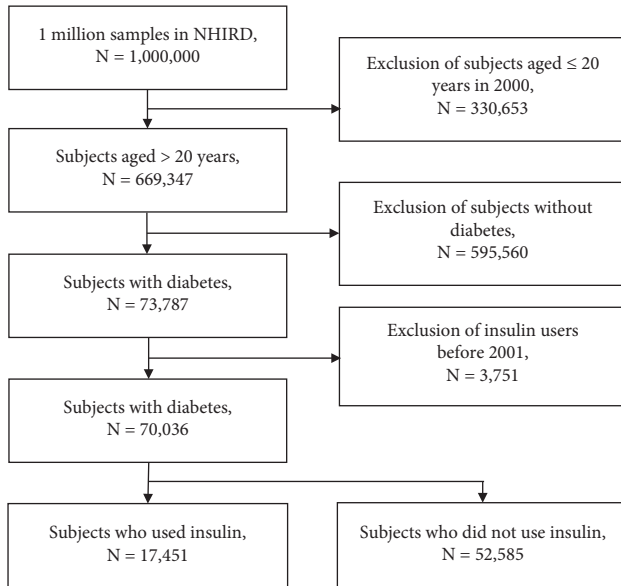 1 million samples in NHIRD,
N = 1,000,000
Exclusion of subjects aged ≤ 20
years in 2000,
N = 330,653
Subjects aged > 20 years,
N = 669,347
Exclusion of subjects without
diabetes,
N = 595,560
Subjects with diabetes,
N = 73,787
Exclusion of insulin users
before 2001,
N = 3,751
Subjects with diabetes,
N = 70,036
Subjects who used insulin,
N = 17,451
Subjects who did not use insulin,
N = 52,585